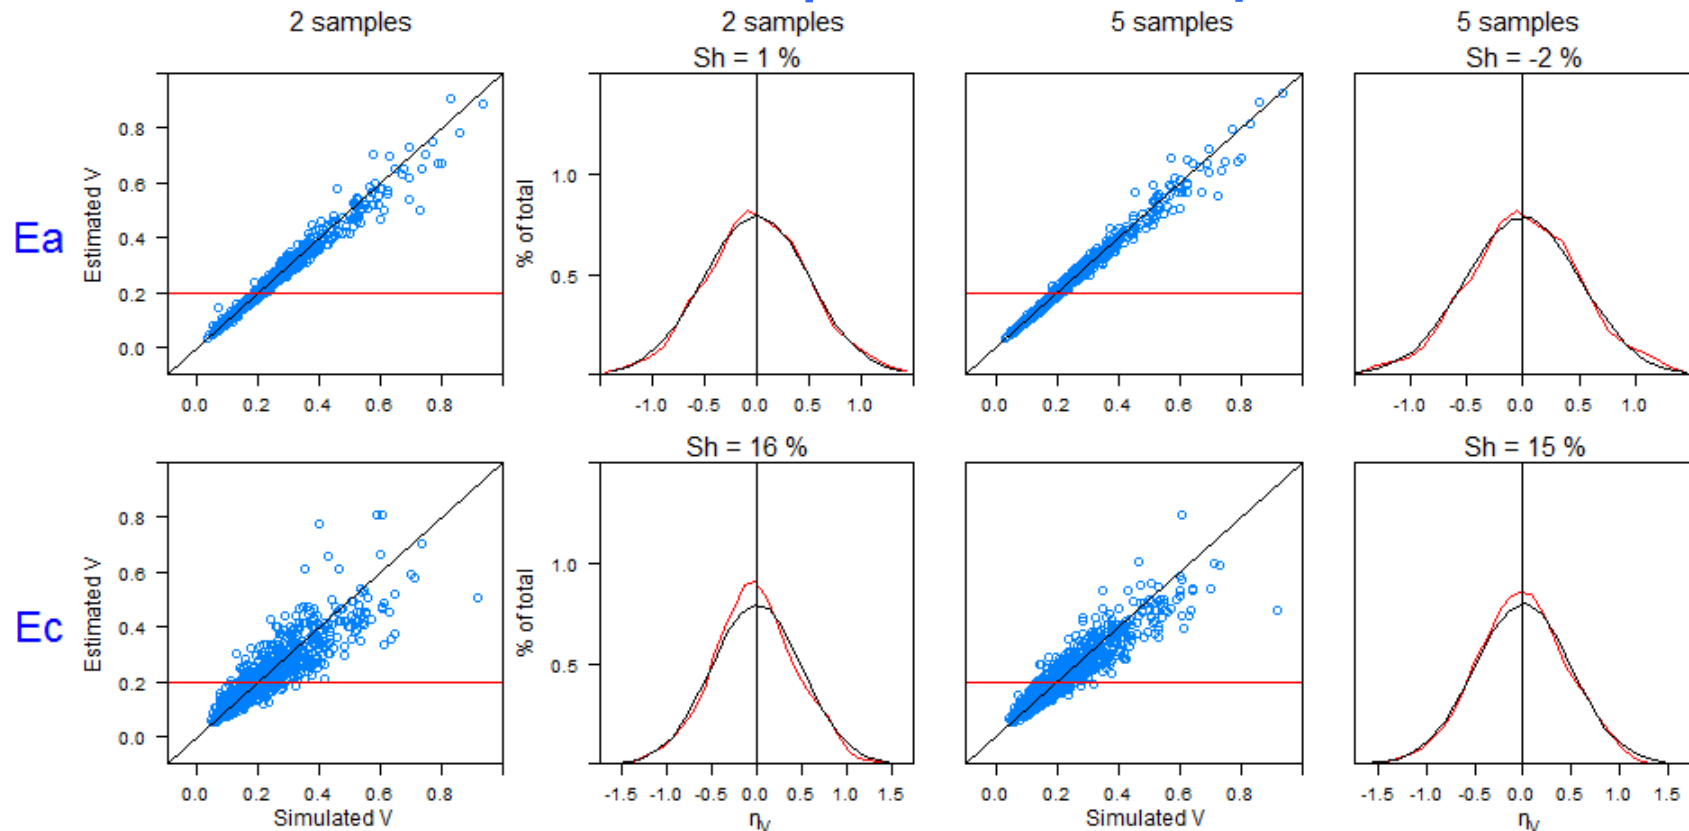 2 samples 2 samples 5 samples 5 samples
Sh = 1 % Sh = -2 %
Ea
Estimated V
0.8
0.6
0.4
0.2
0.0
% of total
1.0
0.5
0.0 0.2 0.4 0.6 0.8 -1.0 -0.5 0.0 0.5 1.0 0.0 0.2 0.4 0.6 0.8 -1.0 -0.5 0.0 0.5 1.0
Sh = 16 % Sh = 15 %
Ec
Estimated V
0.8
0.6
0.4
0.2
0.0
% of total
1.0
0.5
0.0 0.2 0.4 0.6 0.8 -1.5 -1.0 -0.5 0.0 0.5 1.0 1.5 0.0 0.2 0.4 0.6 0.8 -1.5 -1.0 -0.5 0.0 0.5 1.0 1.5
Simulated V ηV Simulated V ηV